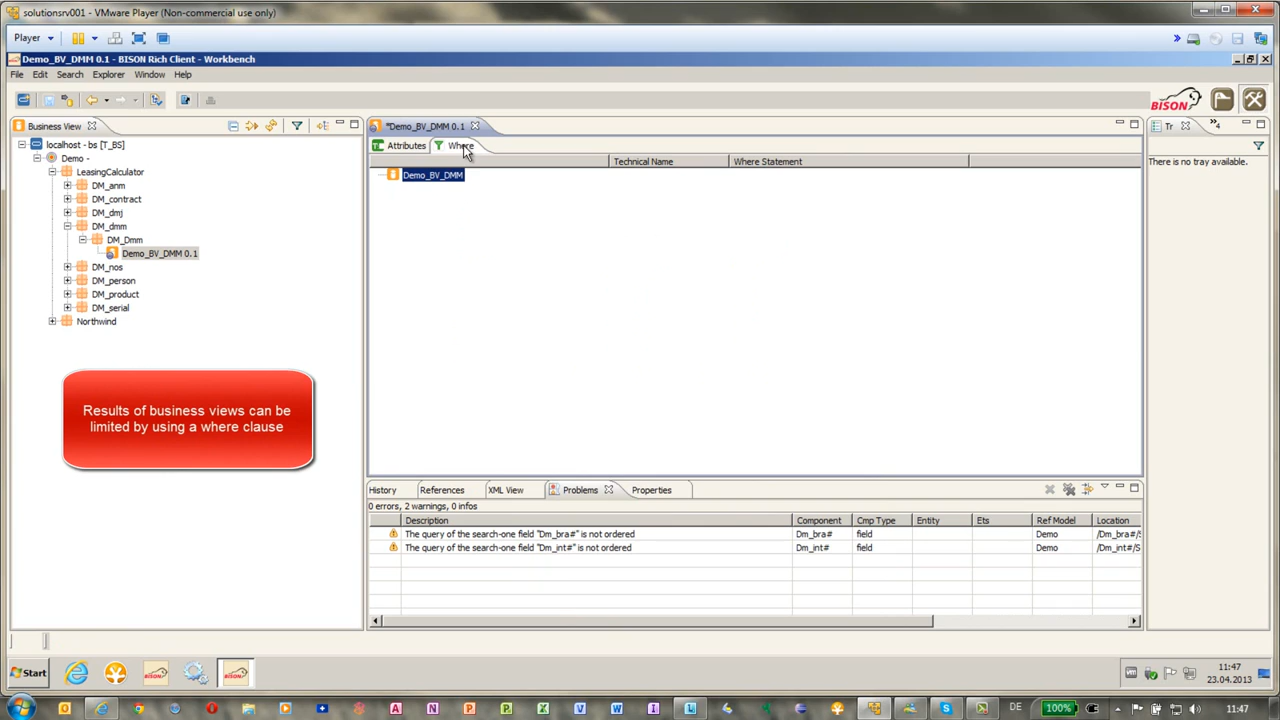 solutionsrv001 - VMware Player (Non-commercial use only)
Player
Demo_BV_DMM 0.1 - BISON Rich Client - Workbench
File Edit Search Explorer Window Help
BISON
Business View
*Demo_BV_DMM 0.1
Tr
4
localhost - bs [T_BS]
Demo -
LeasingCalculator
DM_anm
DM_contract
DM_dmj
DM_dmm
DM_Dmm
Demo_BV_DMM 0.1
DM_nos
DM_person
DM_product
DM_serial
Northwind
Attributes Where
Technical Name Where Statement
Demo_BV_DMM
There is no tray available.
Results of business views can be
limited by using a where clause
History References XML View Problems Properties
0 errors, 2 warnings, 0 infos
Description Component Cmp Type Entity Ets Ref Model Location
The query of the search-one field "Dm_bra#" is not ordered Dm_bra# field Demo /Dm_bra#/S
The query of the search-one field "Dm_int#" is not ordered Dm_int# field Demo /Dm_int#/S
Start
BISON
BISON
11:47
23.04.2013
DE
100%
11:47